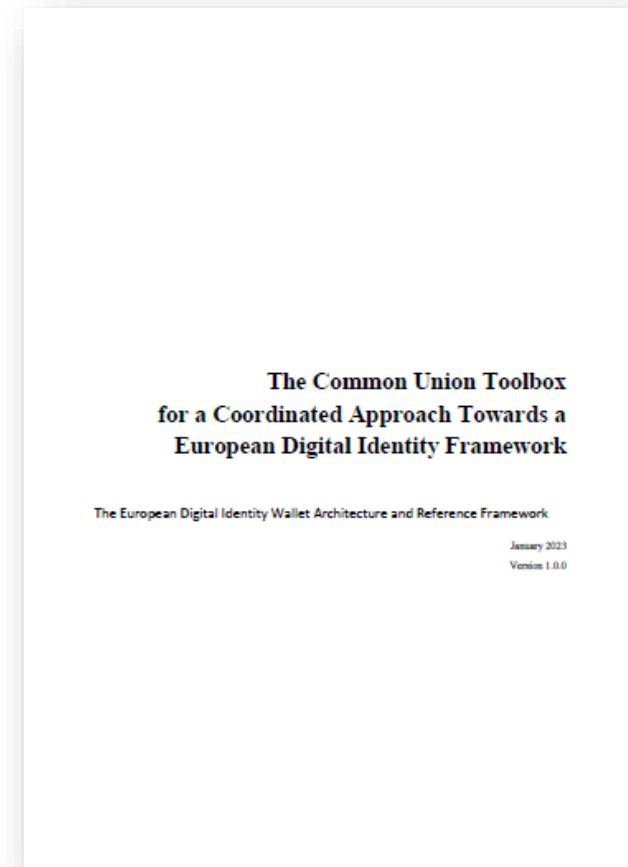 The Common Union Toolbox
for a Coordinated Approach Towards a
European Digital Identity Framework
The European Digital Identity Wallet Architecture and Reference Framework
January 2023
Version 1.0.0